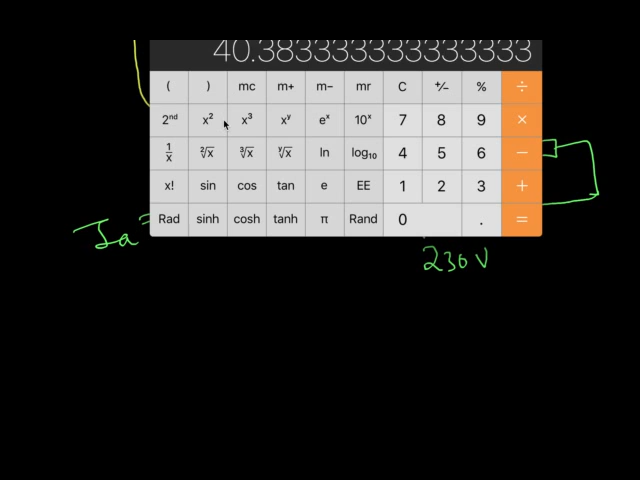 40.383333333333333
( ) mc m+ m− mr C ⁺∕₋ % ÷
2ⁿᵈ x² x³ xʸ eˣ 10ˣ 7 8 9 ×
1/x ²√x ³√x ʸ√x ln log₁₀ 4 5 6 −
x! sin cos tan e EE 1 2 3 +
Rad sinh cosh tanh π Rand 0 . =
Ia=
230 V